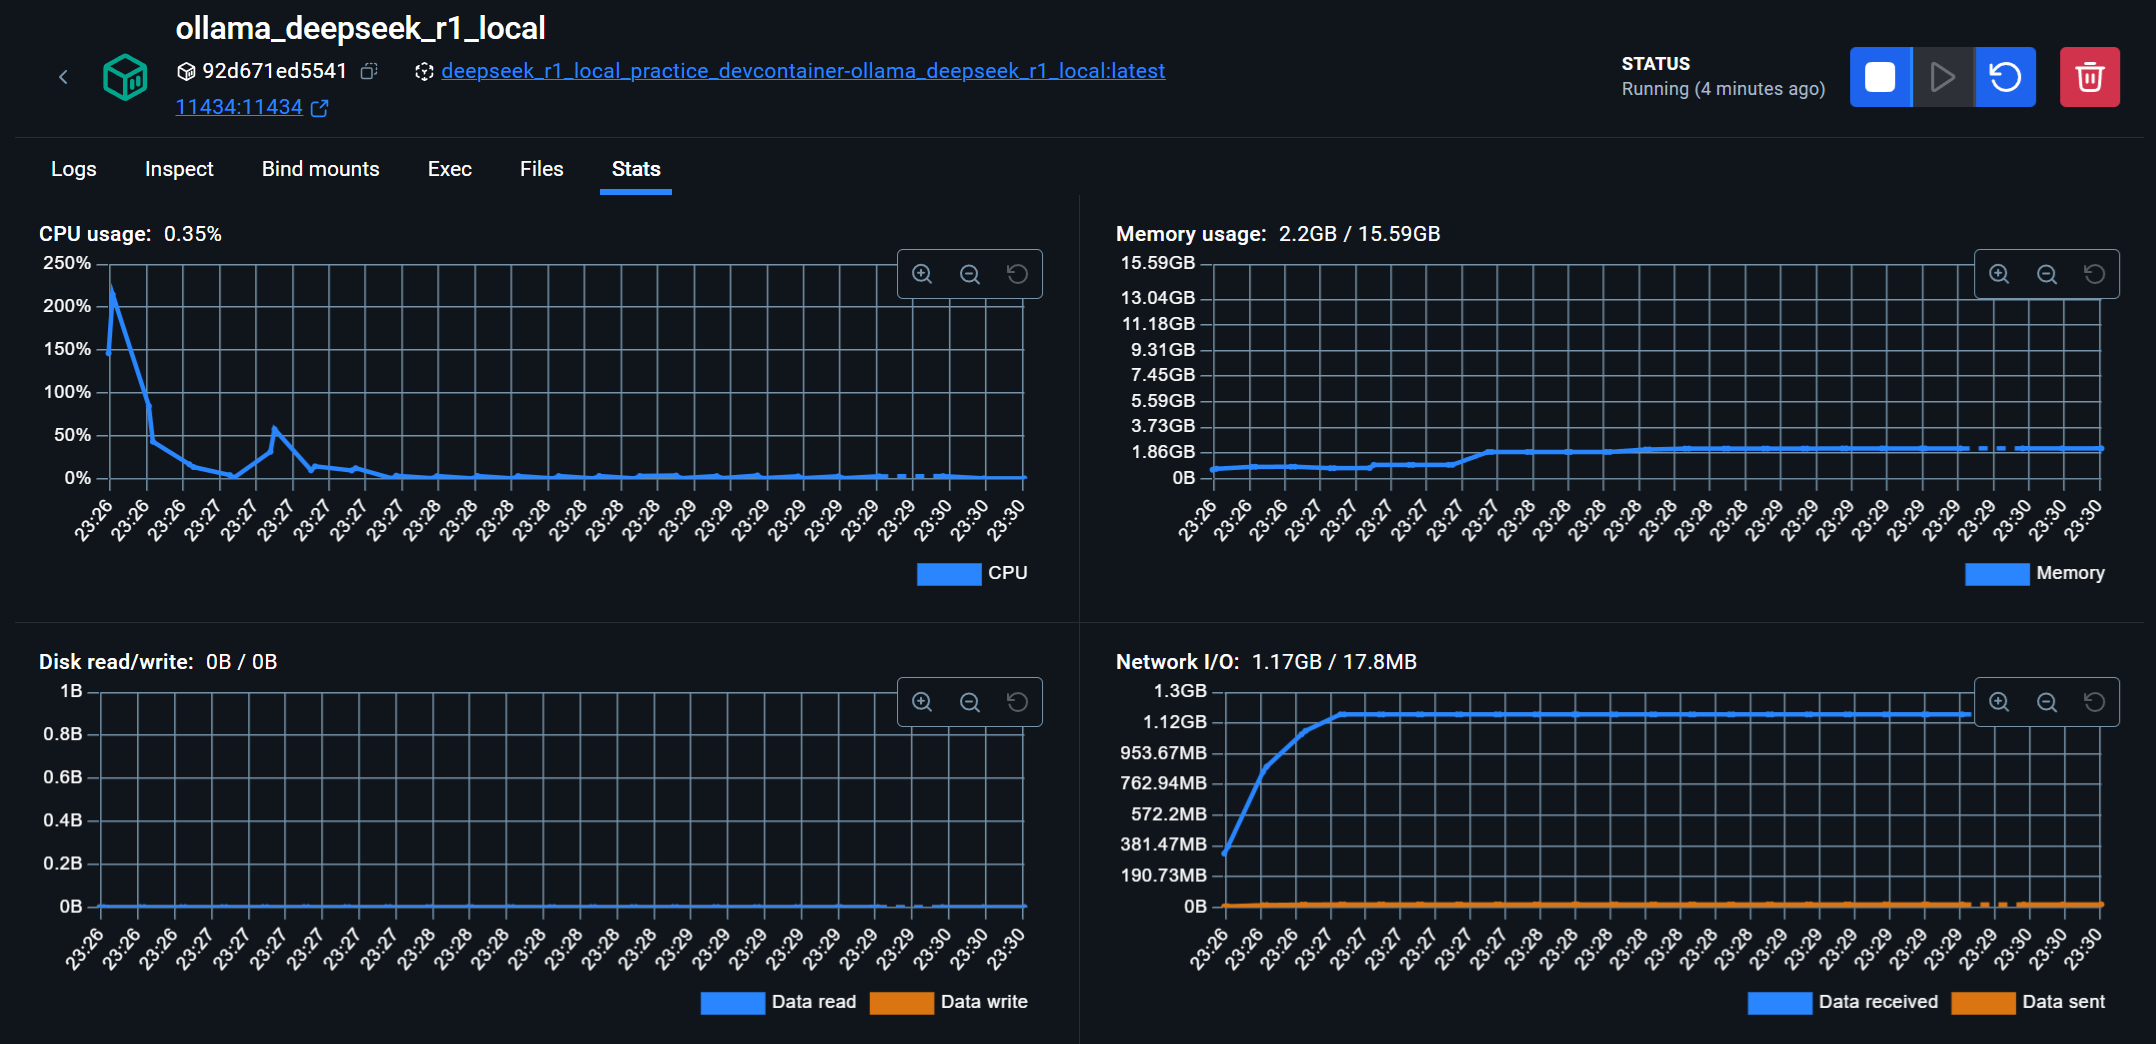 ollama_deepseek_r1_local
92d671ed5541 deepseek_r1_local_practice_devcontainer-ollama_deepseek_r1_local:latest
11434:11434
STATUS
Running (4 minutes ago)
Logs Inspect Bind mounts Exec Files Stats
CPU usage: 0.35%
250%
200%
150%
100%
50%
0%
23:26 23:26 23:26 23:27 23:27 23:27 23:27 23:27 23:27 23:28 23:28 23:28 23:28 23:28 23:28 23:28 23:29 23:29 23:29 23:29 23:29 23:29 23:29 23:30 23:30 23:30
CPU
Memory usage: 2.2GB / 15.59GB
15.59GB
13.04GB
11.18GB
9.31GB
7.45GB
5.59GB
3.73GB
1.86GB
0B
23:26 23:26 23:26 23:27 23:27 23:27 23:27 23:27 23:27 23:28 23:28 23:28 23:28 23:28 23:28 23:28 23:29 23:29 23:29 23:29 23:29 23:29 23:29 23:30 23:30 23:30
Memory
Disk read/write: 0B / 0B
1B
0.8B
0.6B
0.4B
0.2B
0B
23:26 23:26 23:26 23:27 23:27 23:27 23:27 23:27 23:27 23:28 23:28 23:28 23:28 23:28 23:28 23:28 23:29 23:29 23:29 23:29 23:29 23:29 23:29 23:30 23:30 23:30
Data read Data write
Network I/O: 1.17GB / 17.8MB
1.3GB
1.12GB
953.67MB
762.94MB
572.2MB
381.47MB
190.73MB
0B
23:26 23:26 23:26 23:27 23:27 23:27 23:27 23:27 23:27 23:28 23:28 23:28 23:28 23:28 23:28 23:28 23:29 23:29 23:29 23:29 23:29 23:29 23:29 23:30 23:30 23:30
Data received Data sent